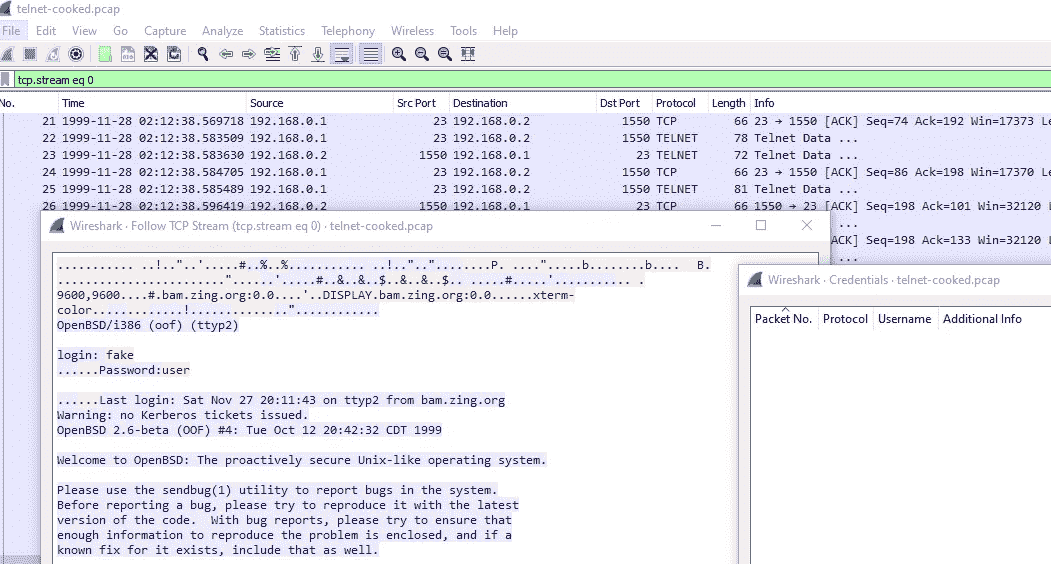 telnet-cooked.pcap
File Edit View Go Capture Analyze Statistics Telephony Wireless Tools Help
tcp.stream eq 0
No. Time Source Src Port Destination Dst Port Protocol Length Info
21 1999-11-28 02:12:38.569718 192.168.0.1 23 192.168.0.2 1550 TCP 66 23 → 1550 [ACK] Seq=74 Ack=192 Win=17373 Le
22 1999-11-28 02:12:38.583509 192.168.0.1 23 192.168.0.2 1550 TELNET 78 Telnet Data ...
23 1999-11-28 02:12:38.583630 192.168.0.2 1550 192.168.0.1 23 TELNET 72 Telnet Data ...
24 1999-11-28 02:12:38.584705 192.168.0.1 23 192.168.0.2 1550 TCP 66 23 → 1550 [ACK] Seq=86 Ack=198 Win=17370 Le
25 1999-11-28 02:12:38.585489 192.168.0.1 23 192.168.0.2 1550 TELNET 81 Telnet Data ...
26 1999-11-28 02:12:38.596419 192.168.0.2 1550 192.168.0.1 23 TCP 66 1550 → 23 [ACK] Seq=198 Ack=101 Win=32120
...
ACK] Seq=198 Ack=133 Win=32120 L
...
Wireshark · Follow TCP Stream (tcp.stream eq 0) · telnet-cooked.pcap
........... ..!.."..'.....#..%..%........... ..!..".."........P. ....."....b........b.... B.
........................"......'.....#..&..&..$..&..&..$.. .....#.....'........... .
9600,9600....#.bam.zing.org:0.0....'..DISPLAY.bam.zing.org:0.0......xterm-
color.............!.............."............
OpenBSD/i386 (oof) (ttyp2)
login: fake
......Password:user
......Last login: Sat Nov 27 20:11:43 on ttyp2 from bam.zing.org
Warning: no Kerberos tickets issued.
OpenBSD 2.6-beta (OOF) #4: Tue Oct 12 20:42:32 CDT 1999
Welcome to OpenBSD: The proactively secure Unix-like operating system.
Please use the sendbug(1) utility to report bugs in the system.
Before reporting a bug, please try to reproduce it with the latest
version of the code.  With bug reports, please try to ensure that
enough information to reproduce the problem is enclosed, and if a
known fix for it exists, include that as well.
Wireshark · Credentials · telnet-cooked.pcap
Packet No. Protocol Username Additional Info